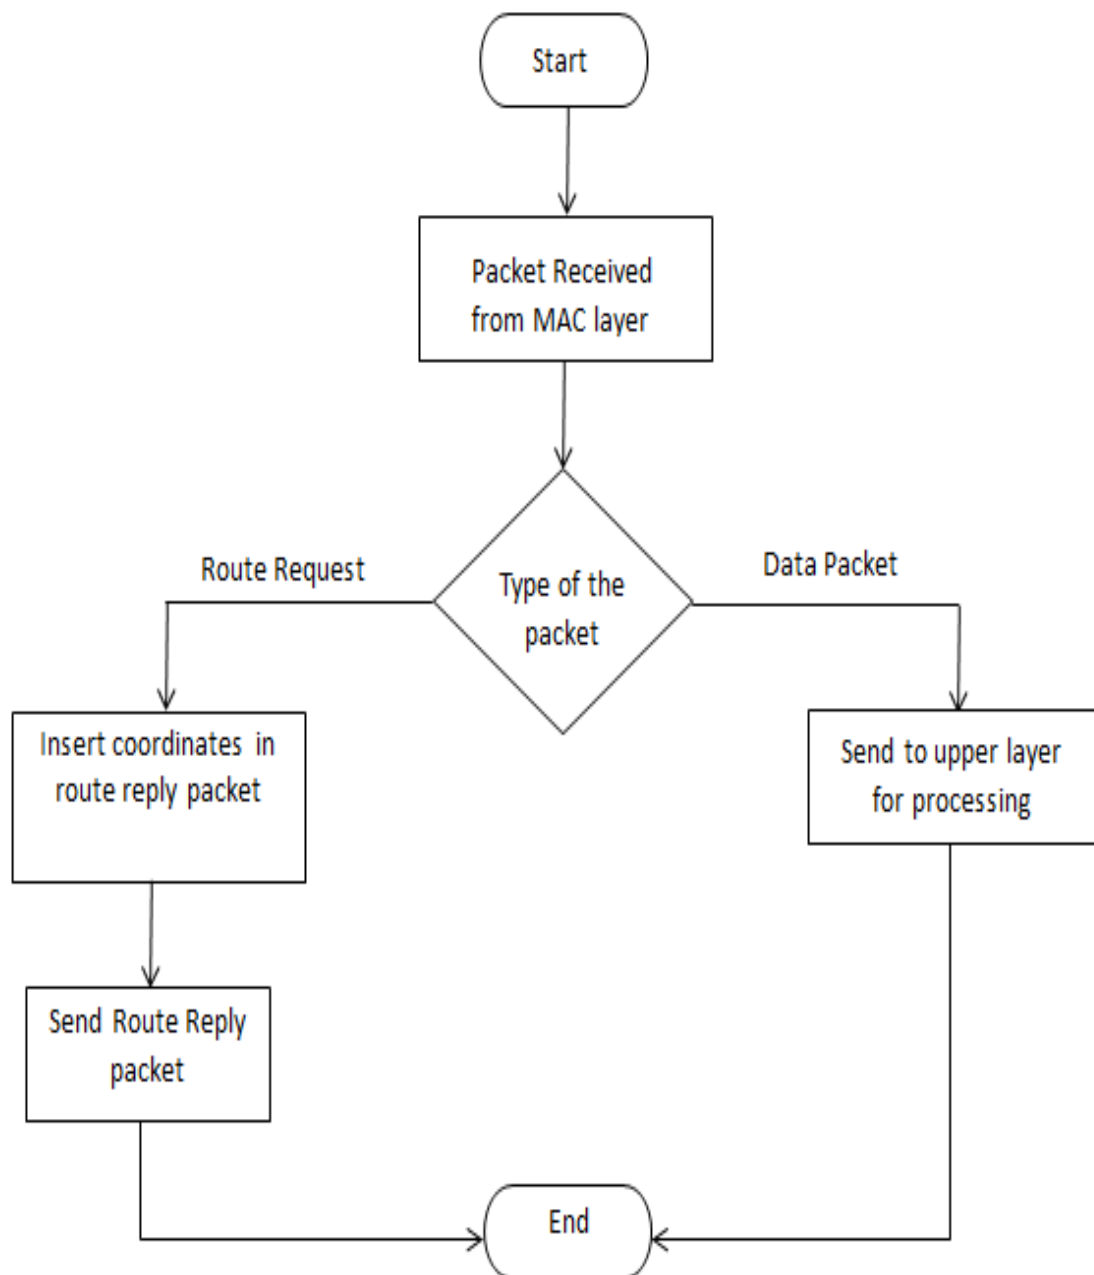 Start
Packet Received
from MAC layer
Route Request
Type of the
packet
Data Packet
Insert coordinates in
route reply packet
Send to upper layer
for processing
Send Route Reply
packet
End